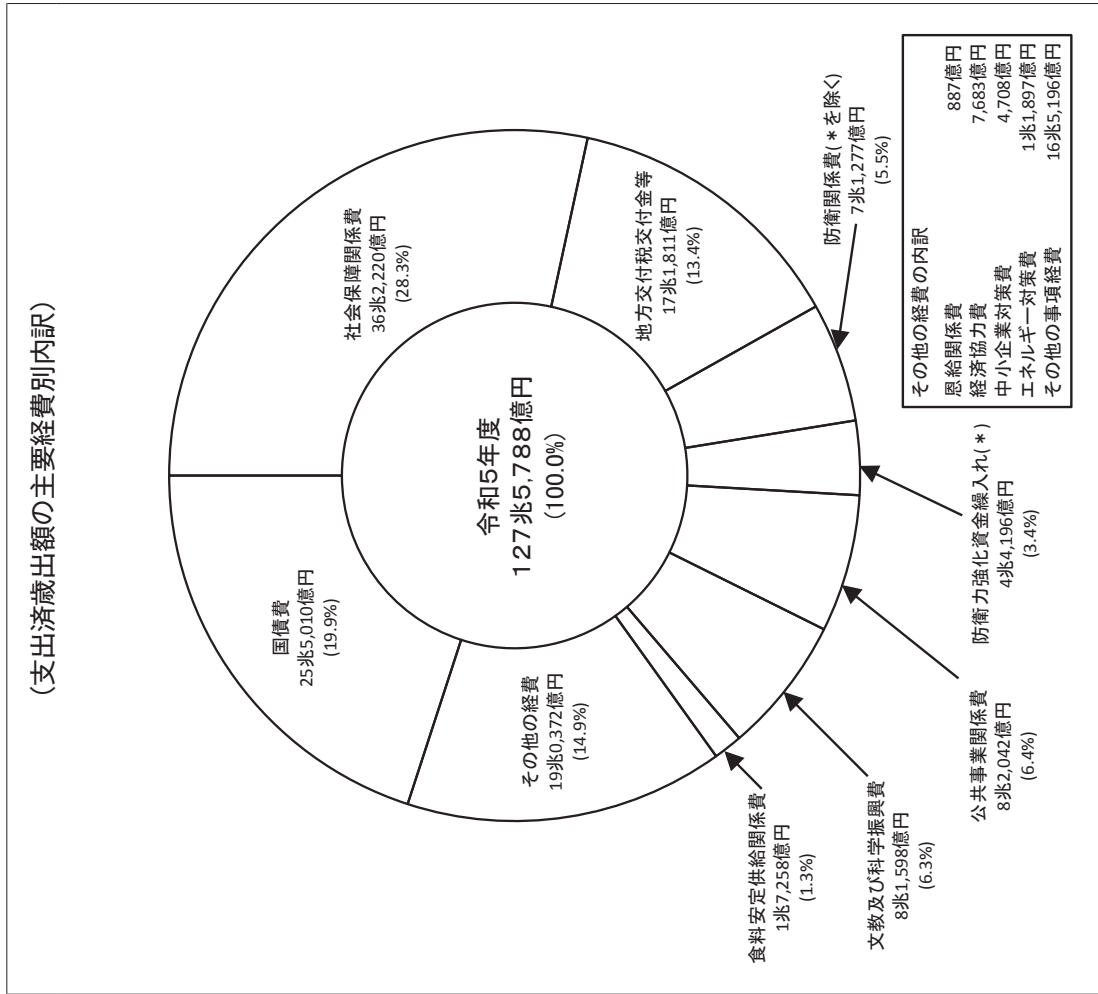 (支出済歳出額の主要経費別内訳)
社会保障関係費
36兆2,220億円
(28.3%)
地方交付税交付金等
17兆1,811億円
(13.4%)
防衛関係費(*を除く)
7兆1,277億円
(5.5%)
防衛力強化資金繰入れ(*)
4兆4,196億円
(3.4%)
公共事業関係費
8兆2,042億円
(6.4%)
文教及び科学振興費
8兆1,598億円
(6.3%)
食料安定供給関係費
1兆7,258億円
(1.3%)
その他の経費
19兆0,372億円
(14.9%)
国債費
25兆5,010億円
(19.9%)
令和5年度
127兆5,788億円
(100.0%)
その他の経費の内訳
恩給関係費 887億円
経済協力費 7,683億円
中小企業対策費 4,708億円
エネルギー対策費 1兆1,897億円
その他の事項経費 16兆5,196億円